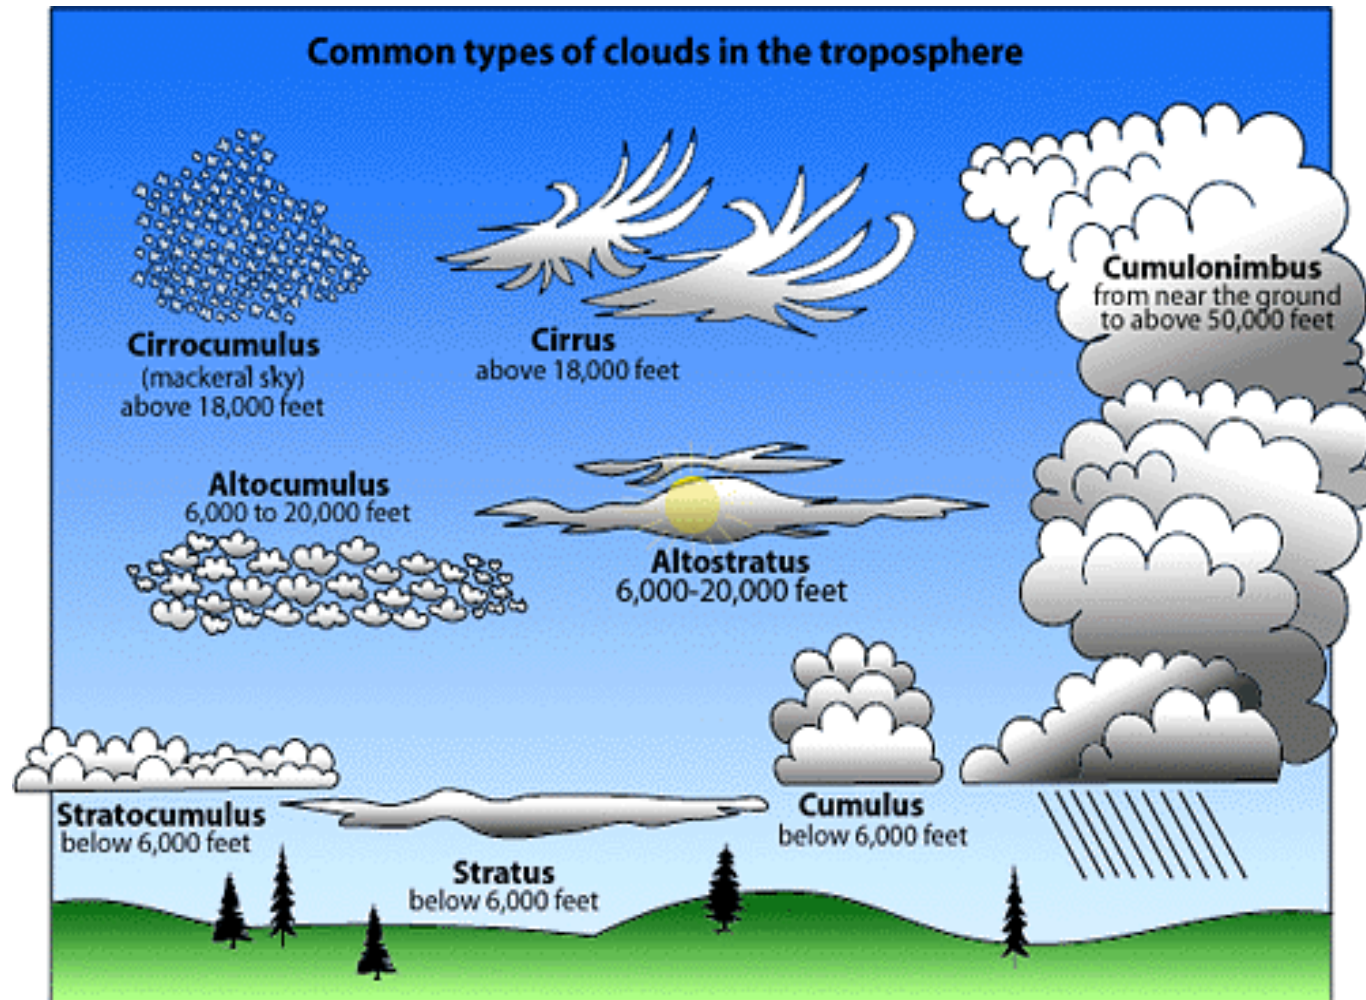 Common types of clouds in the troposphere
Cirrocumulus
(mackeral sky)
above 18,000 feet
Cirrus
above 18,000 feet
Cumulonimbus
from near the ground
to above 50,000 feet
Altocumulus
6,000 to 20,000 feet
Altostratus
6,000-20,000 feet
Stratocumulus
below 6,000 feet
Stratus
below 6,000 feet
Cumulus
below 6,000 feet